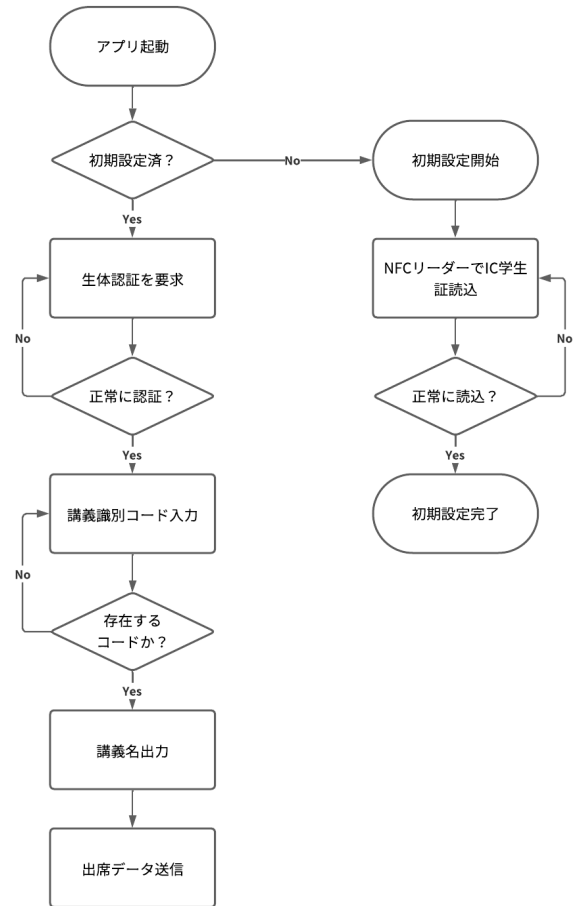 アプリ起動
初期設定済？
No
初期設定開始
Yes
生体認証を要求
NFCリーダーでIC学生
証読込
No
No
正常に認証？
正常に読込？
Yes
Yes
講義識別コード入力
初期設定完了
No
存在する
コードか？
Yes
講義名出力
出席データ送信